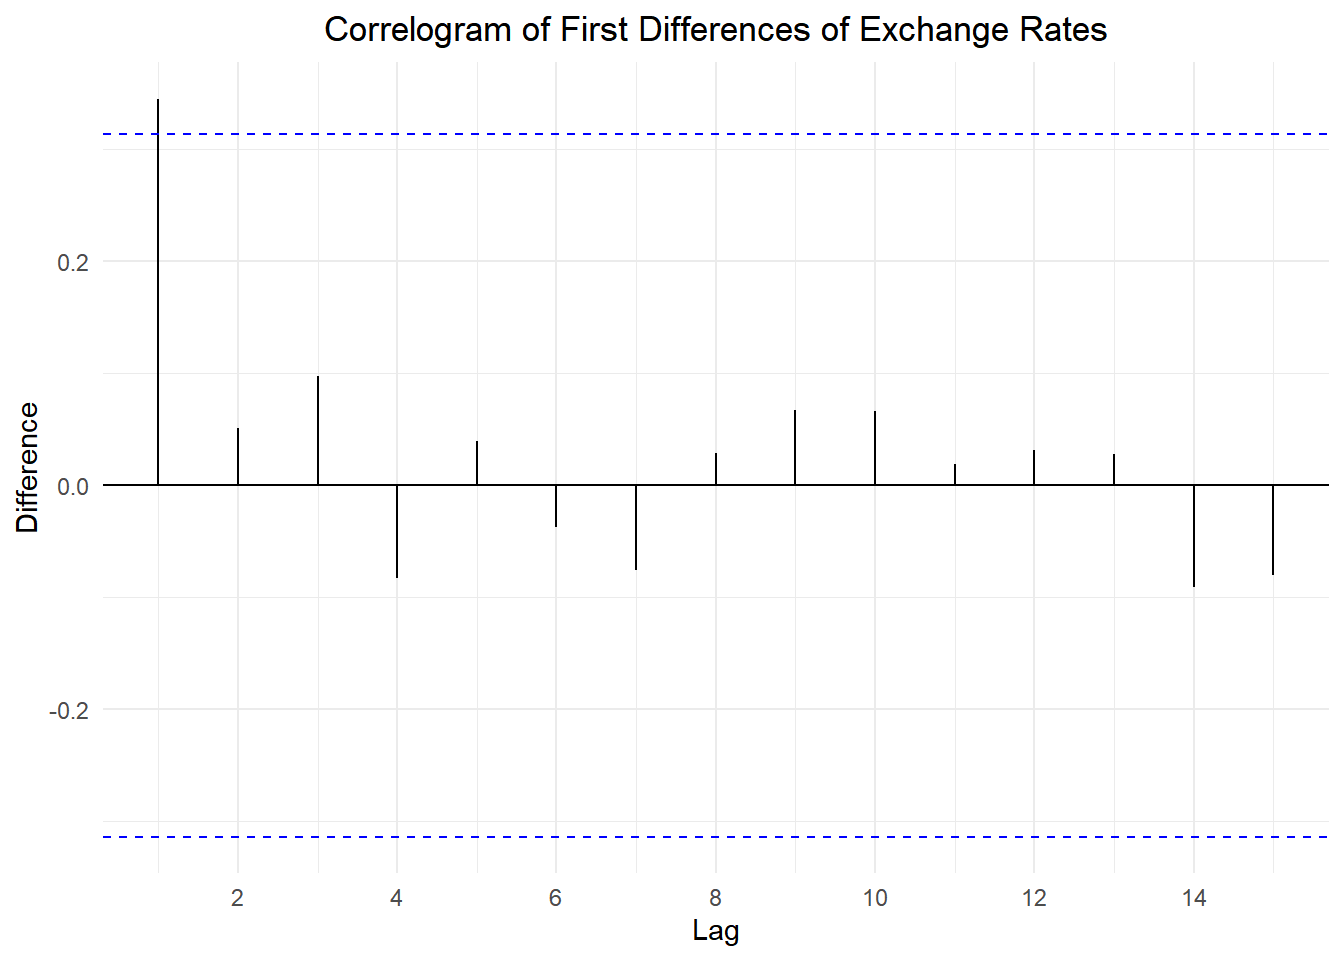 Correlogram of First Differences of Exchange Rates
Difference
0.2
0.0
-0.2
2 4 6 8 10 12 14
Lag